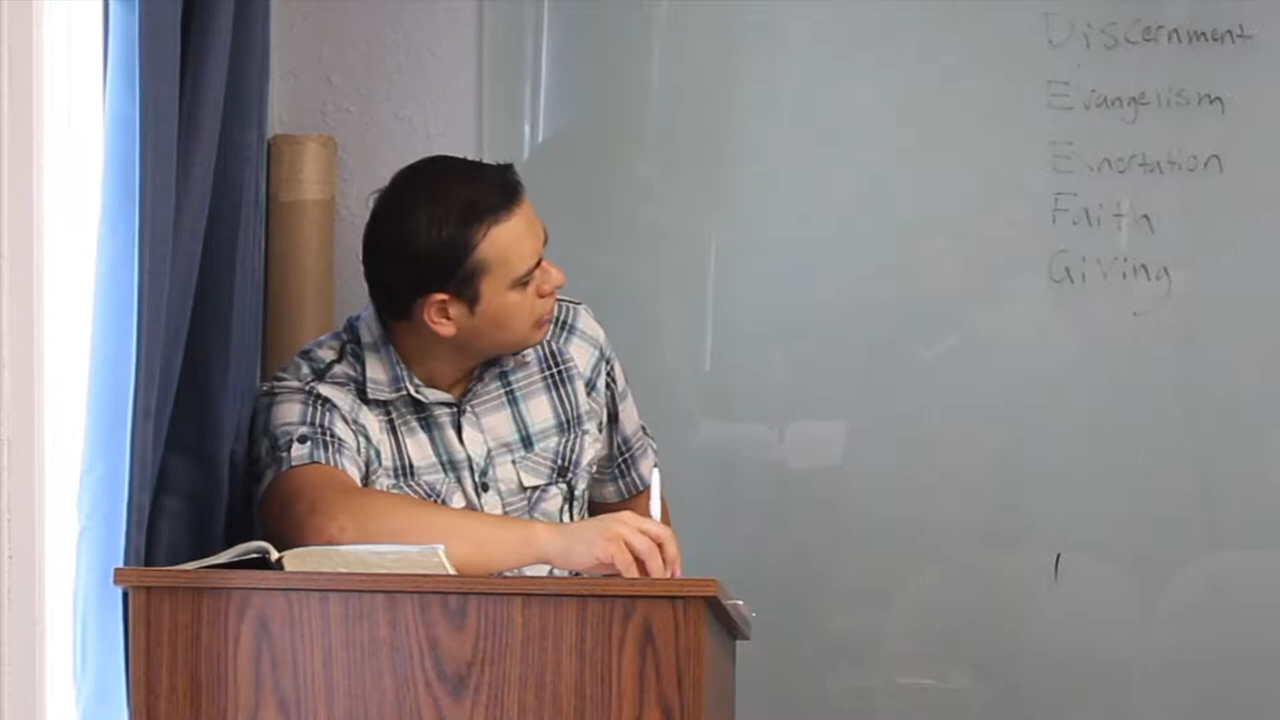 Discernment
Evangelism
Exhortation
Faith
Giving